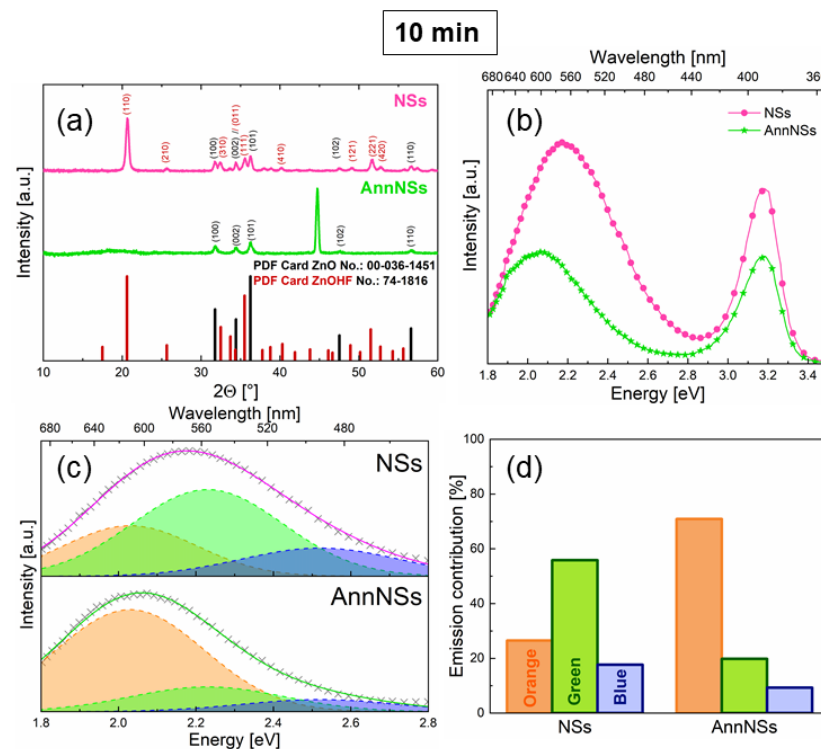 10 min
(a)
NSs
(110)
(210)
(100)
(310)
(002) // (011)
(111)
(101)
(410)
(102)
(121)
(221)
(420)
(110)
AnnNSs
(100)
(002)
(101)
(102)
(110)
PDF Card ZnO No.: 00-036-1451
PDF Card ZnOHF No.: 74-1816
Intensity [a.u.]
10 20 30 40 50 60
2Θ [°]
Wavelength [nm]
680 640 600 560 520 480 440 400 360
(b)
NSs
AnnNSs
Intensity [a.u.]
1.8 2.0 2.2 2.4 2.6 2.8 3.0 3.2 3.4
Energy [eV]
Wavelength [nm]
680 640 600 560 520 480
(c)
NSs
AnnNSs
Intensity [a.u.]
1.8 2.0 2.2 2.4 2.6 2.8
Energy [eV]
(d)
Emission contribution [%]
100
80
60
40
20
0
Orange
Green
Blue
NSs AnnNSs